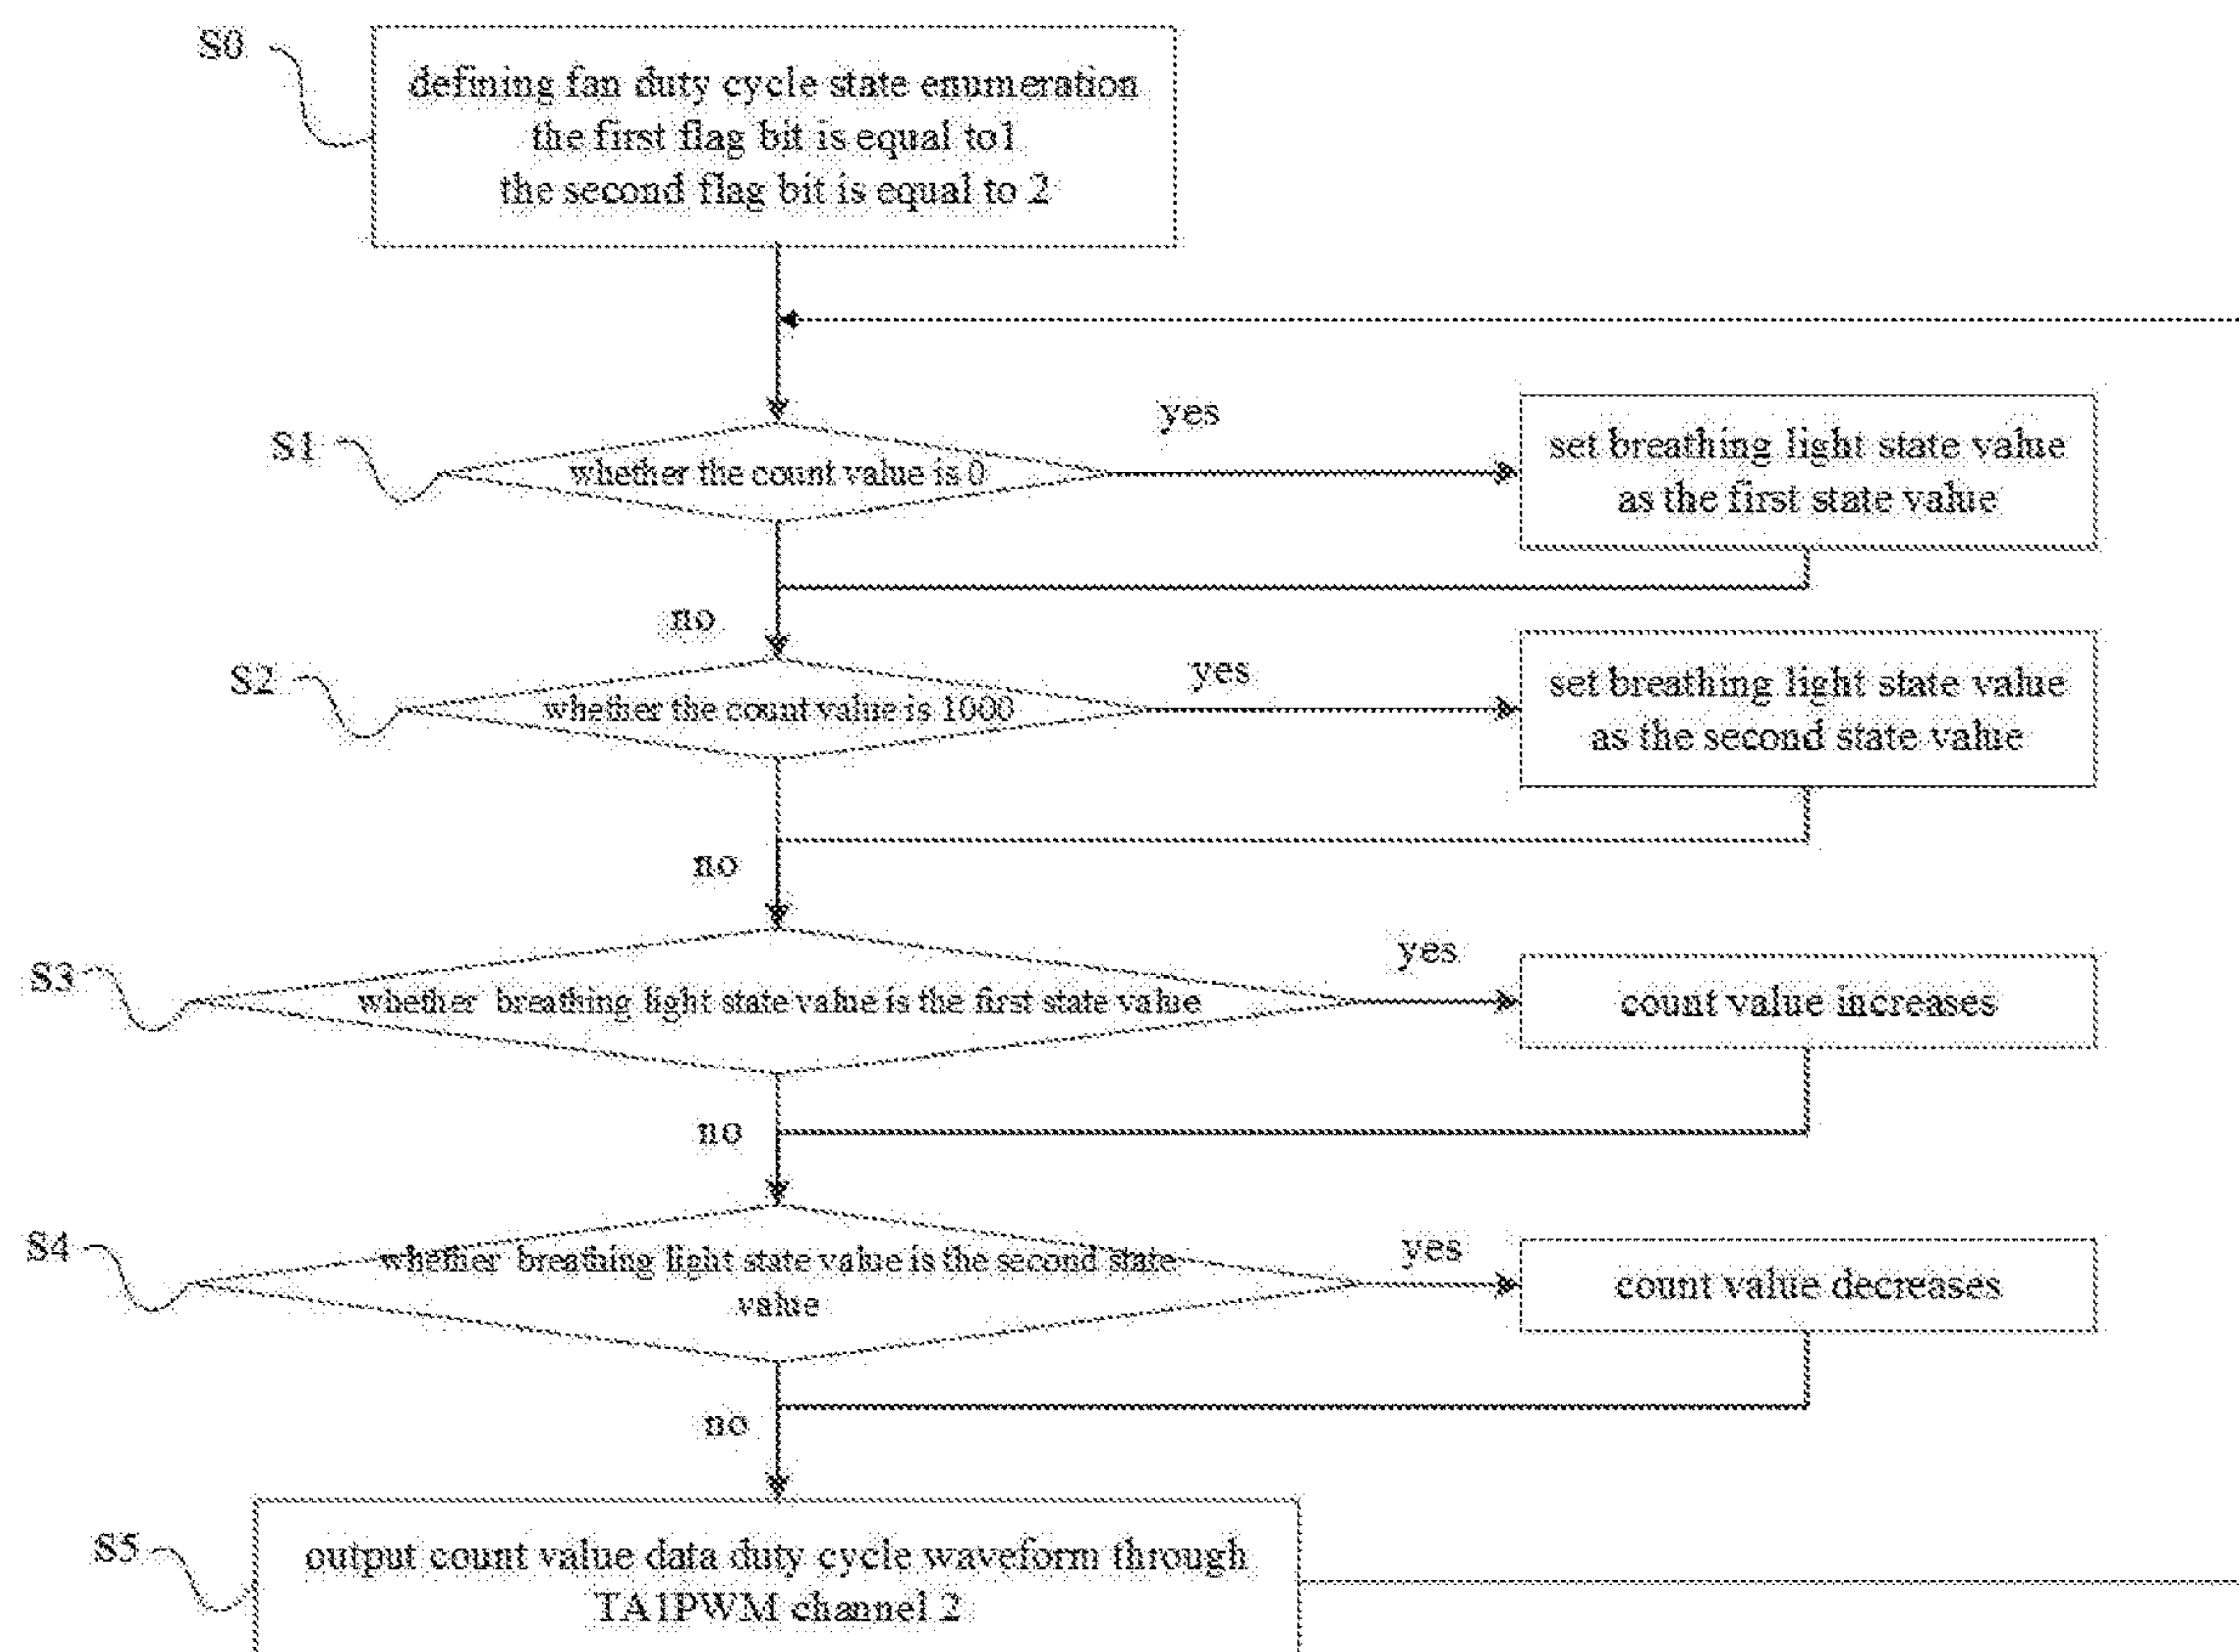 S0
defining fan duty cycle state enumeration
the first flag bit is equal to1
the second flag bit is equal to 2
S1
whether the count value is 0
yes
set breathing light state value
as the first state value
no
S2
whether the count value is 1000
yes
set breathing light state value
as the second state value
no
S3
whether breathing light state value is the first state value
yes
count value increases
no
S4
whether breathing light state value is the second state
value
yes
count value decreases
no
S5
output count value data duty cycle waveform through
TA1PWM channel 2